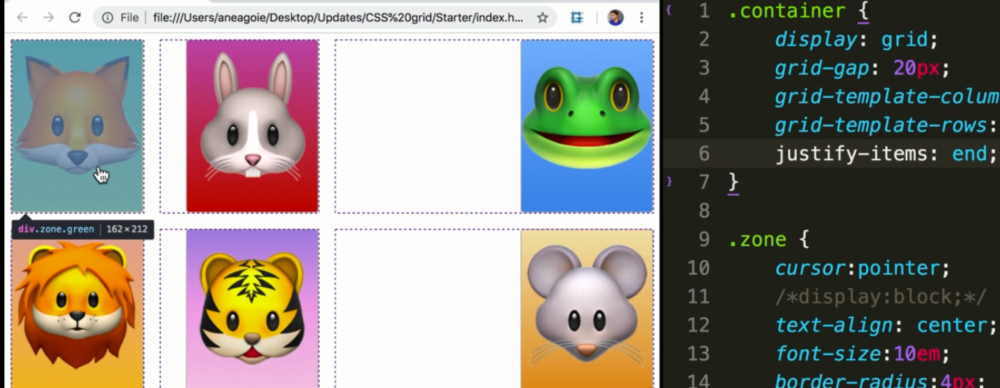 File file:///Users/aneagoie/Desktop/Updates/CSS%20grid/Starter/index.h...
div.zone.green 162×212
{ 1 .container {
2 display: grid;
3 grid-gap: 20px;
4 grid-template-colum
5 grid-template-rows:
6 justify-items: end;
} 7 }
8
9 .zone {
10 cursor:pointer;
11 /*display:block;*/
12 text-align: center;
13 font-size:10em;
14 border-radius:4px;